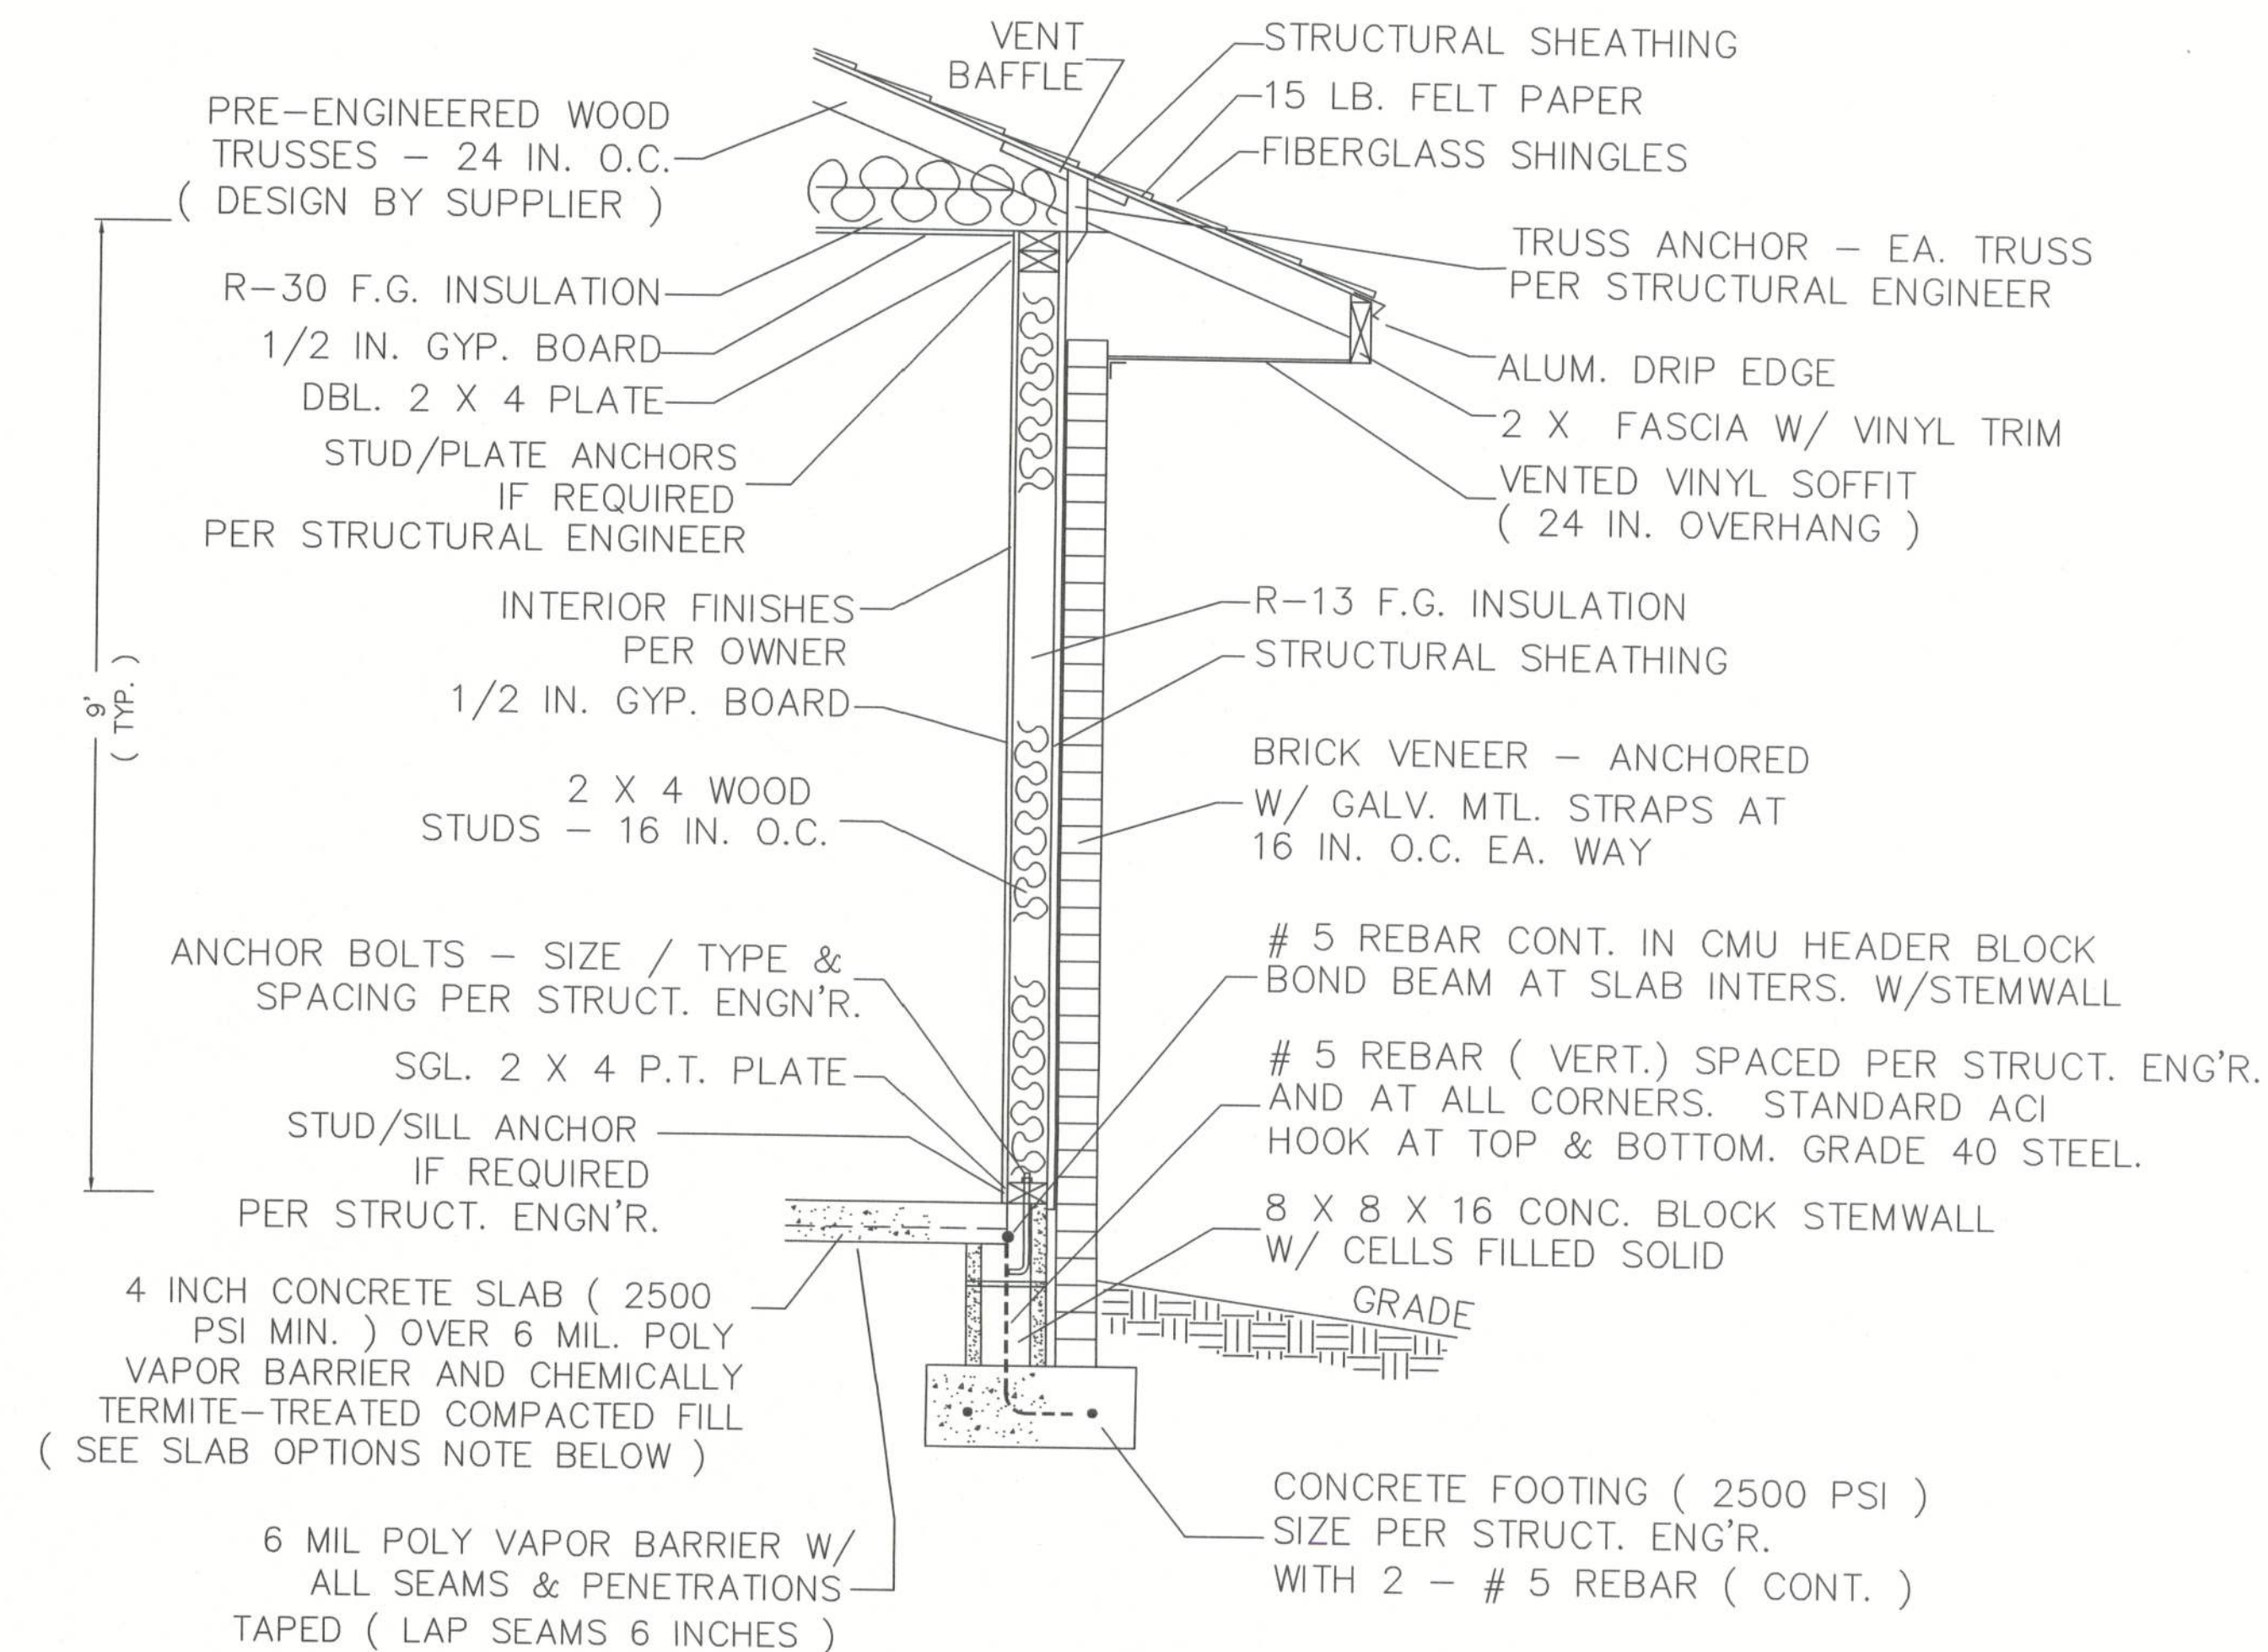 VENT
BAFFLE
STRUCTURAL SHEATHING
15 LB. FELT PAPER
FIBERGLASS SHINGLES
PRE-ENGINEERED WOOD
TRUSSES - 24 IN. O.C.
( DESIGN BY SUPPLIER )
TRUSS ANCHOR - EA. TRUSS
PER STRUCTURAL ENGINEER
R-30 F.G. INSULATION
1/2 IN. GYP. BOARD
DBL. 2 X 4 PLATE
STUD/PLATE ANCHORS
IF REQUIRED
PER STRUCTURAL ENGINEER
ALUM. DRIP EDGE
2 X FASCIA W/ VINYL TRIM
VENTED VINYL SOFFIT
( 24 IN. OVERHANG )
INTERIOR FINISHES
PER OWNER
1/2 IN. GYP. BOARD
R-13 F.G. INSULATION
STRUCTURAL SHEATHING
9'
( TYP. )
2 X 4 WOOD
STUDS - 16 IN. O.C.
BRICK VENEER - ANCHORED
W/ GALV. MTL. STRAPS AT
16 IN. O.C. EA. WAY
ANCHOR BOLTS - SIZE / TYPE &
SPACING PER STRUCT. ENGN'R.
# 5 REBAR CONT. IN CMU HEADER BLOCK
BOND BEAM AT SLAB INTERS. W/STEMWALL
SGL. 2 X 4 P.T. PLATE
STUD/SILL ANCHOR
IF REQUIRED
PER STRUCT. ENGN'R.
# 5 REBAR ( VERT.) SPACED PER STRUCT. ENG'R.
AND AT ALL CORNERS. STANDARD ACI
HOOK AT TOP & BOTTOM. GRADE 40 STEEL.
8 X 8 X 16 CONC. BLOCK STEMWALL
W/ CELLS FILLED SOLID
GRADE
4 INCH CONCRETE SLAB ( 2500
PSI MIN. ) OVER 6 MIL. POLY
VAPOR BARRIER AND CHEMICALLY
TERMITE-TREATED COMPACTED FILL
( SEE SLAB OPTIONS NOTE BELOW )
6 MIL POLY VAPOR BARRIER W/
ALL SEAMS & PENETRATIONS
TAPED ( LAP SEAMS 6 INCHES )
CONCRETE FOOTING ( 2500 PSI )
SIZE PER STRUCT. ENG'R.
WITH 2 - # 5 REBAR ( CONT. )